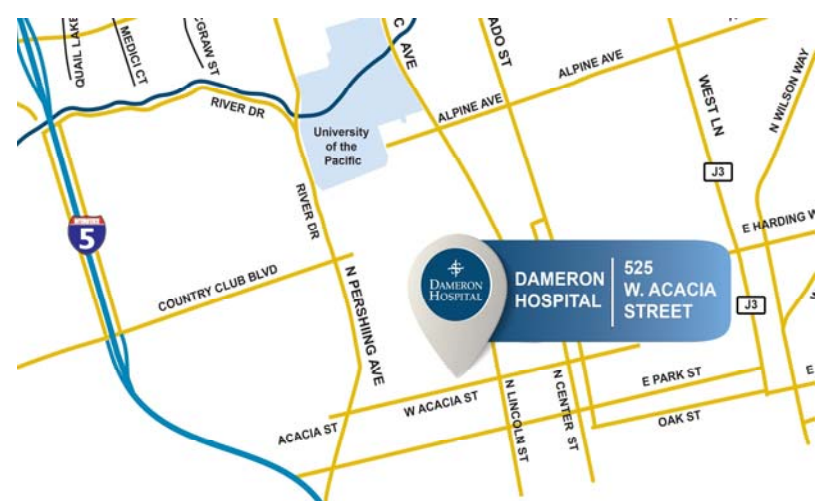 QUAIL LAKE
MEDICI CT
GRAW ST
C AVE
ADO ST
ALPINE AVE
ALPINE AVE
WEST LN
N WILSON WAY
RIVER DR
University
of the
Pacific
J3
RIVER DR
5
E HARDING W
COUNTRY CLUB BLVD
N PERSHIING AVE
DAMERON
HOSPITAL
DAMERON
HOSPITAL
525
W. ACACIA
STREET
J3
W ACACIA ST
ACACIA ST
N LINCOLN ST
N CENTER ST
E PARK ST
OAK ST
E